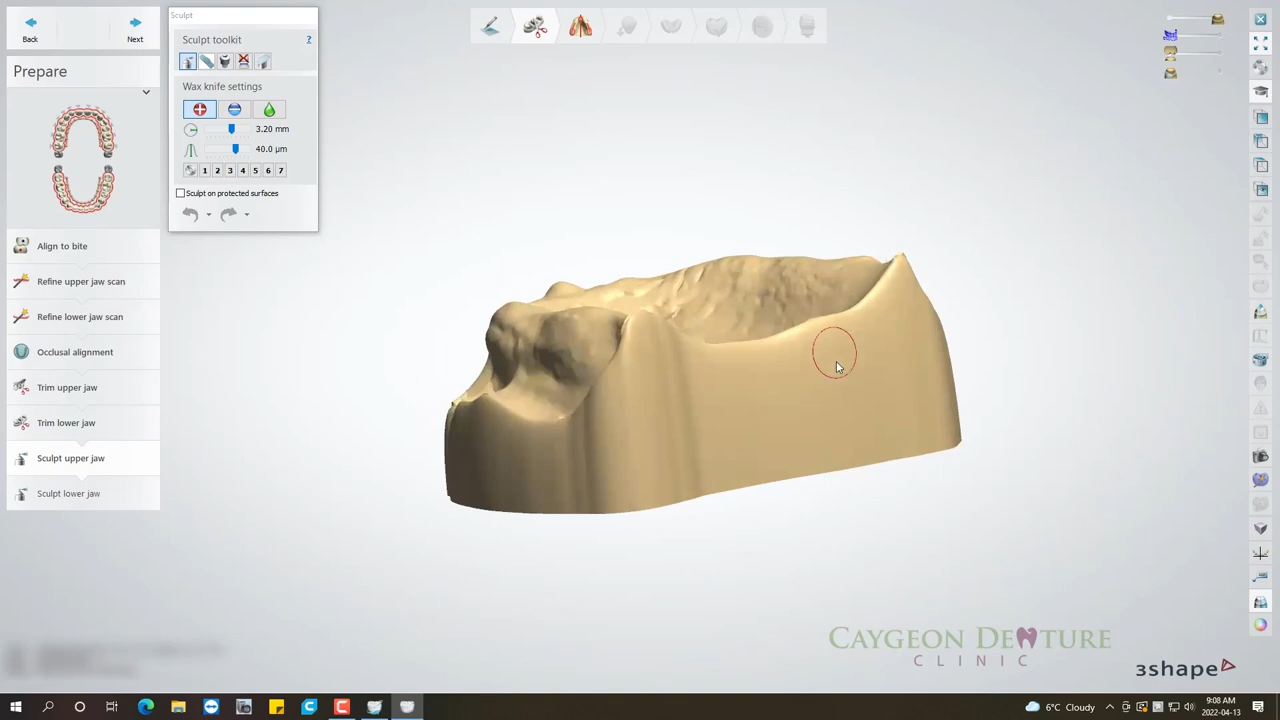 Back
Next
Prepare
Align to bite
Refine upper jaw scan
Refine lower jaw scan
Occlusal alignment
Trim upper jaw
Trim lower jaw
Sculpt upper jaw
Sculpt lower jaw
Sculpt
Sculpt toolkit ?
Wax knife settings
3.20 mm
40.0 µm
1 2 3 4 5 6 7
Sculpt on protected surfaces
CAYGEON DENTURE
CLINIC
3shape
6°C Cloudy
9:08 AM
2022-04-13